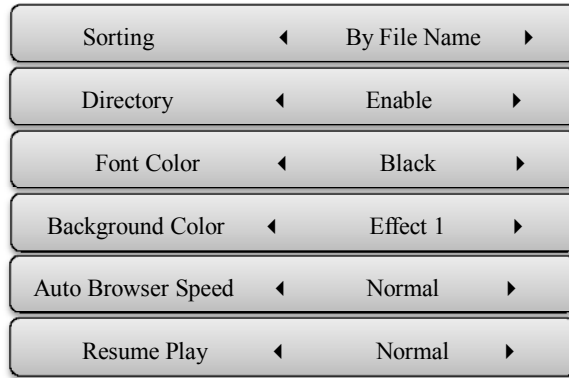 Sorting By File Name
Directory Enable
Font Color Black
Background Color Effect 1
Auto Browser Speed Normal
Resume Play Normal